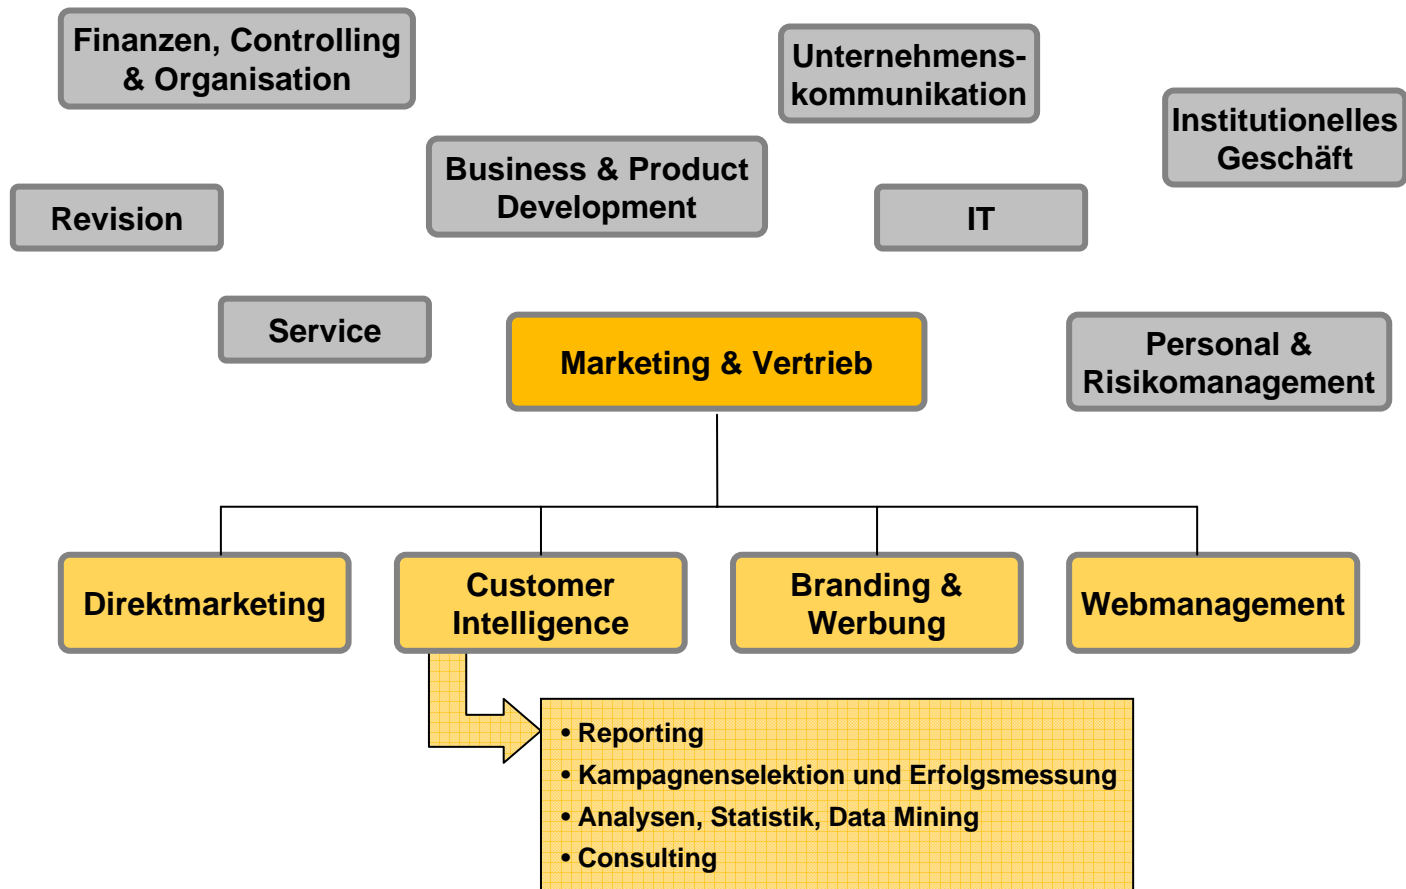 Finanzen, Controlling
& Organisation
Unternehmens-
kommunikation
Institutionelles
Geschäft
Business & Product
Development
Revision
IT
Service
Marketing & Vertrieb
Personal &
Risikomanagement
Direktmarketing
Customer
Intelligence
Branding &
Werbung
Webmanagement
• Reporting
• Kampagnenselektion und Erfolgsmessung
• Analysen, Statistik, Data Mining
• Consulting